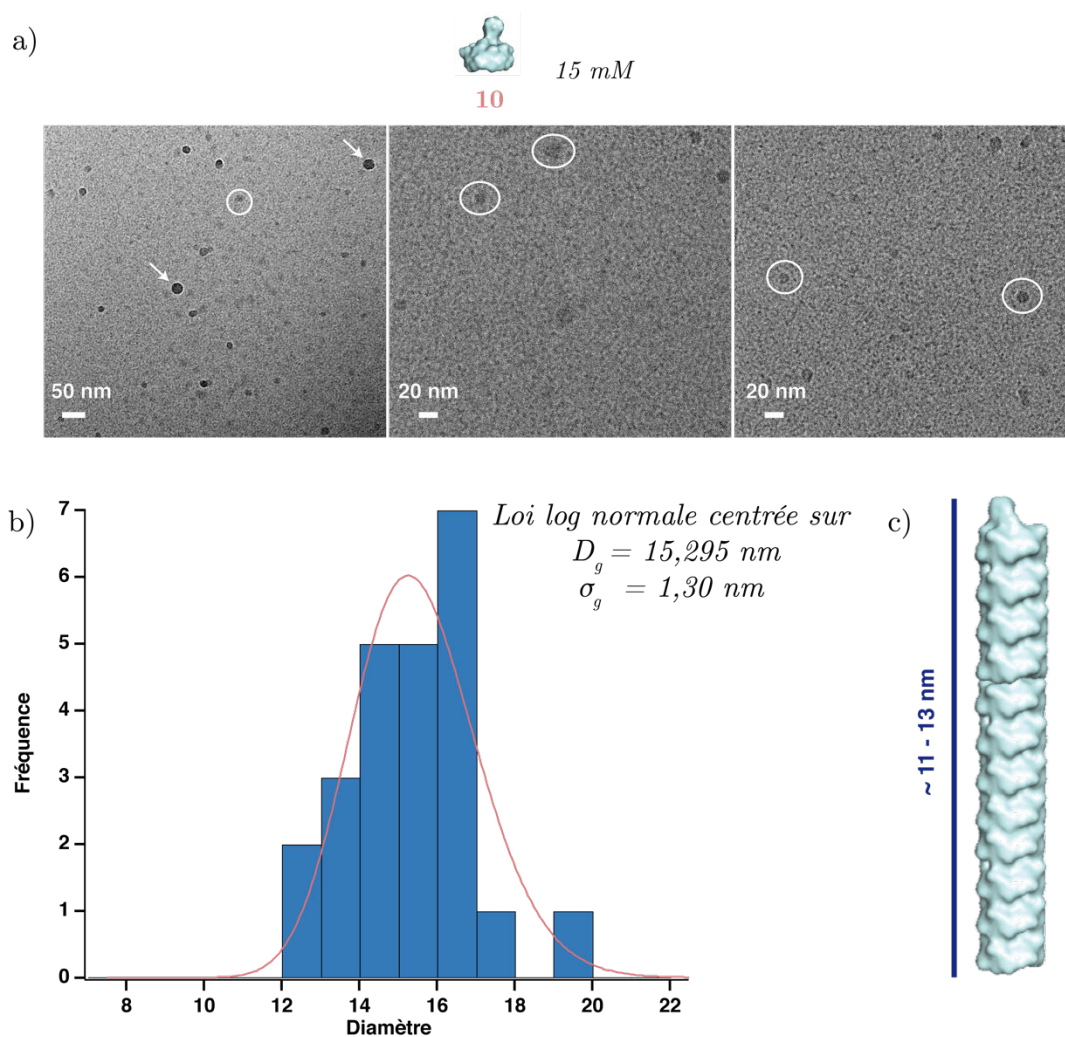 a)
15 mM
10
50 nm
20 nm
20 nm
b)
Loi log normale centrée sur
D_g = 15,295 nm
σ_g = 1,30 nm
c)
7
6
5
4
3
2
1
0
Fréquence
8 10 12 14 16 18 20 22
Diamètre
~ 11 - 13 nm